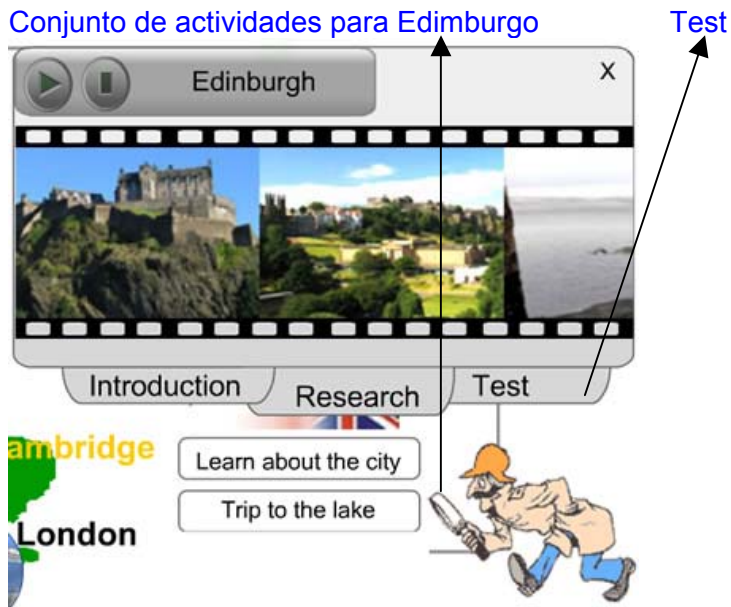 Conjunto de actividades para Edimburgo Test
Edinburgh x
Introduction Research Test
ambridge
Learn about the city
Trip to the lake
London